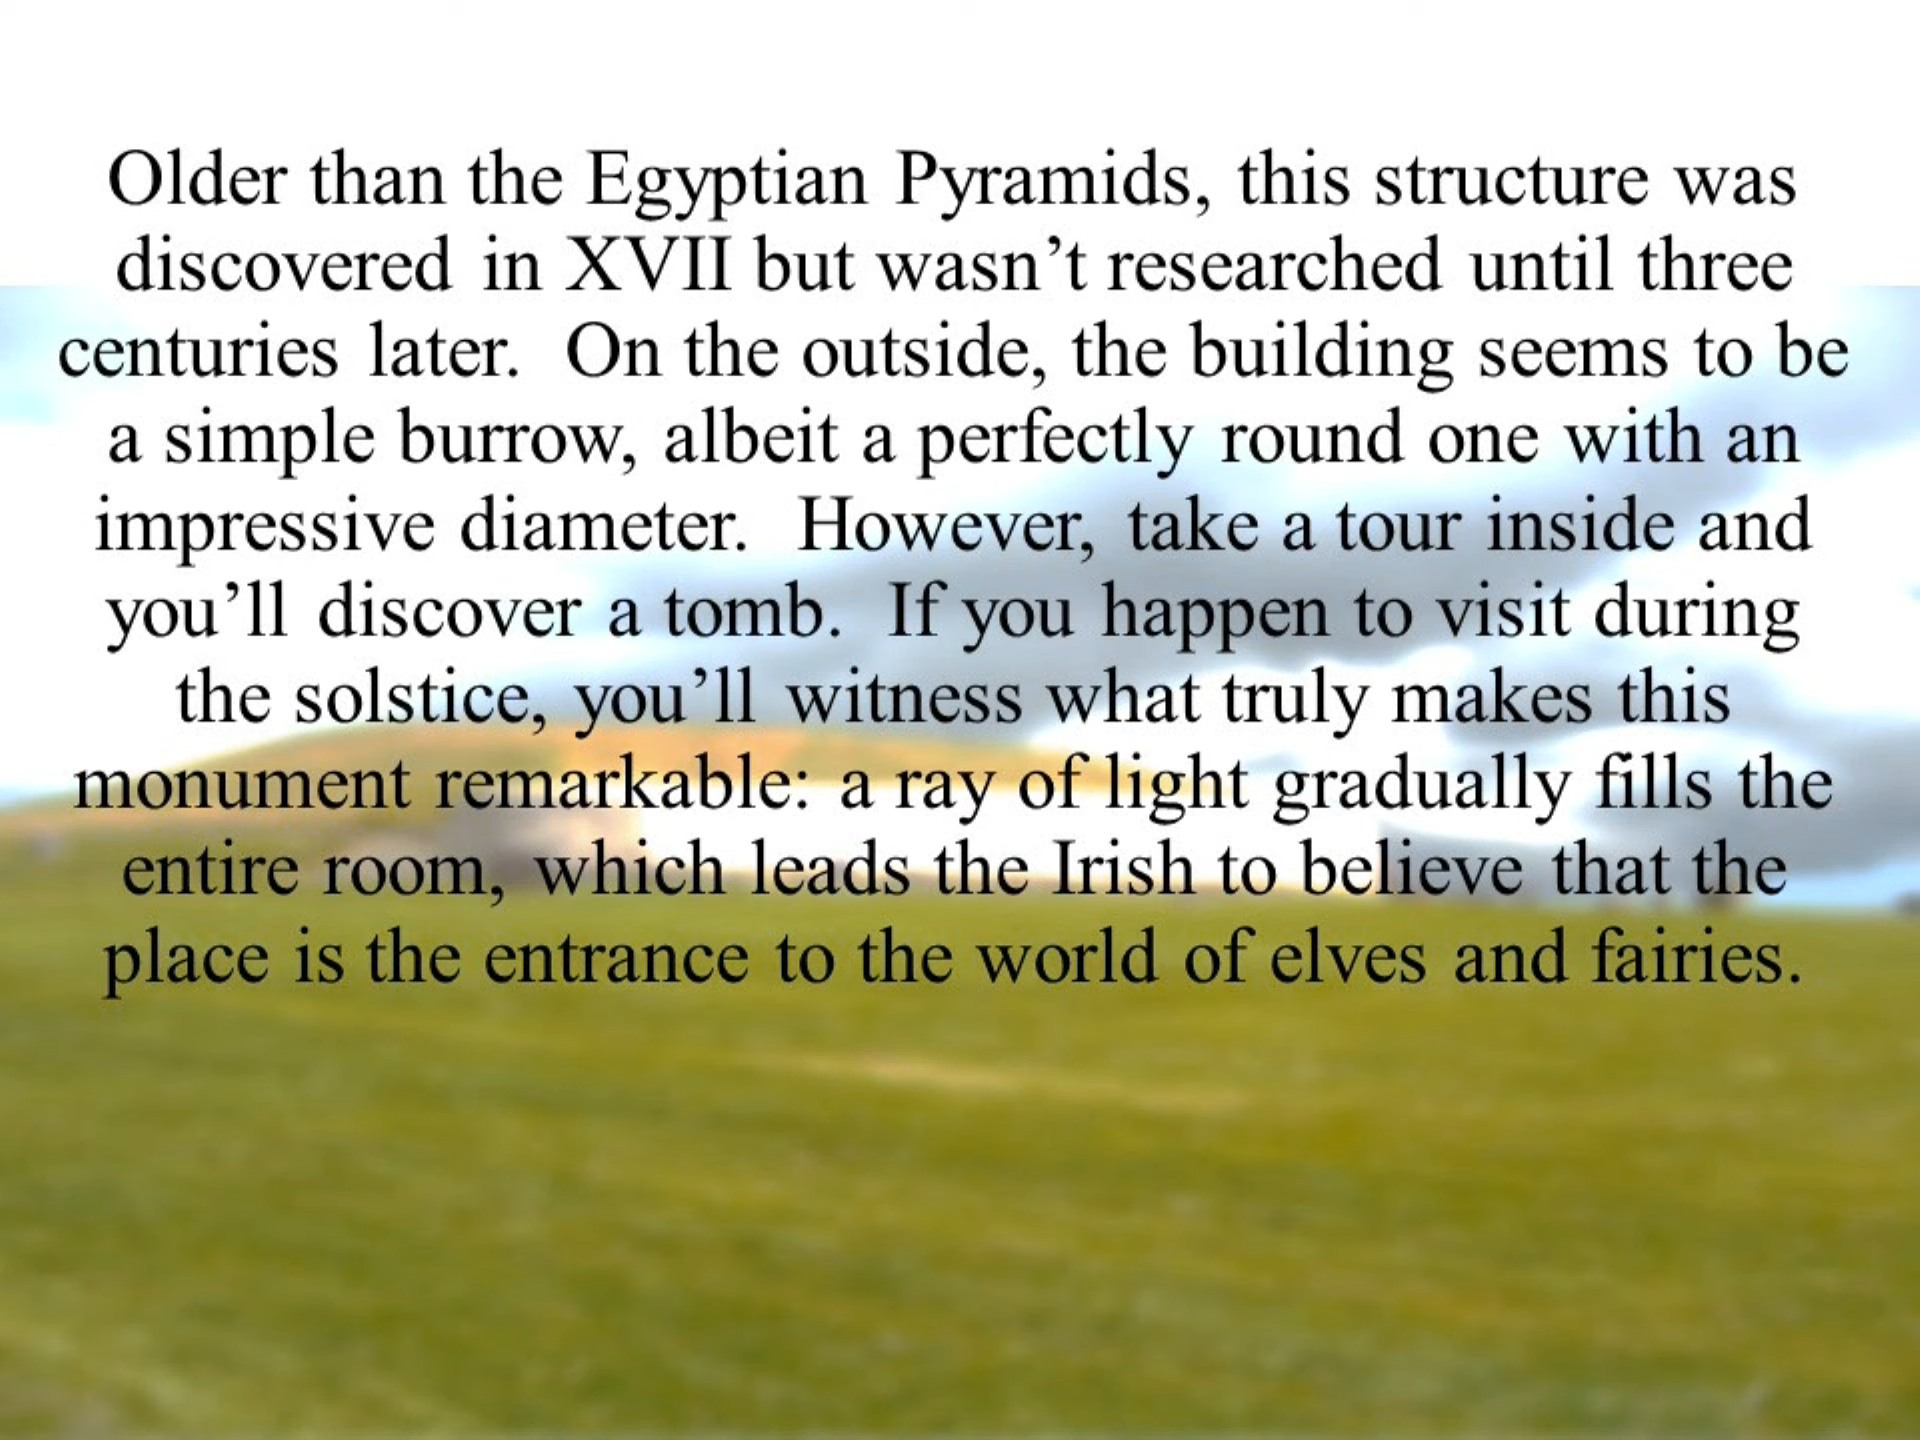 Older than the Egyptian Pyramids, this structure was
discovered in XVII but wasn’t researched until three
centuries later.  On the outside, the building seems to be
a simple burrow, albeit a perfectly round one with an
impressive diameter.  However, take a tour inside and
you’ll discover a tomb.  If you happen to visit during
the solstice, you’ll witness what truly makes this
monument remarkable: a ray of light gradually fills the
entire room, which leads the Irish to believe that the
place is the entrance to the world of elves and fairies.